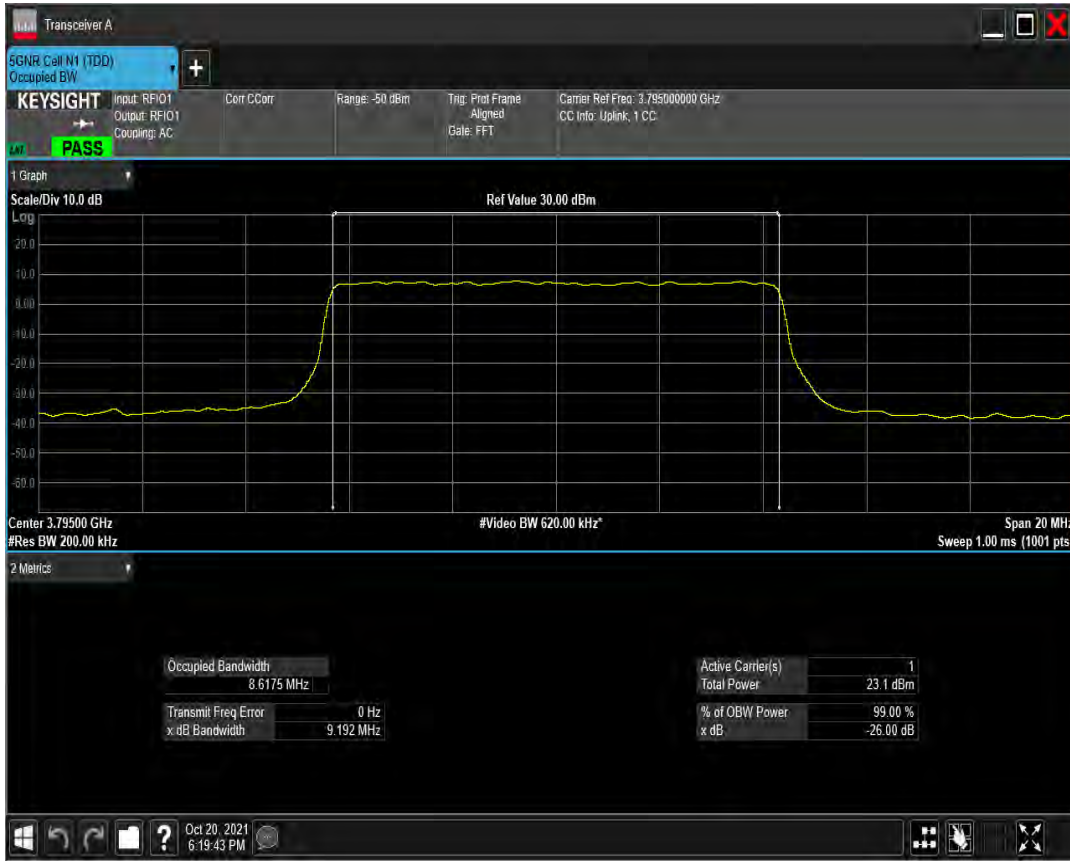 Transceiver A
5GNR Cell N1 (TDD)
Occupied BW
+
KEYSIGHT
PASS
Input: RFIO1
Output: RFIO1
Coupling: AC
Corr CCorr
Range: -50 dBm
Trig: Prot Frame
Aligned
Gate: FFT
Carrier Ref Freq: 3.795000000 GHz
CC Info: Uplink, 1 CC
1 Graph
Scale/Div 10.0 dB
Ref Value 30.00 dBm
Log
20.0
10.0
0.00
-10.0
-20.0
-30.0
-40.0
-50.0
-60.0
Center 3.79500 GHz
#Video BW 620.00 kHz*
Span 20 MHz
#Res BW 200.00 kHz
Sweep 1.00 ms (1001 pts
2 Metrics
Occupied Bandwidth
8.6175 MHz
Transmit Freq Error 0 Hz
x dB Bandwidth 9.192 MHz
Active Carrier(s) 1
Total Power 23.1 dBm
% of OBW Power 99.00 %
x dB -26.00 dB
?
Oct 20, 2021
6:19:43 PM